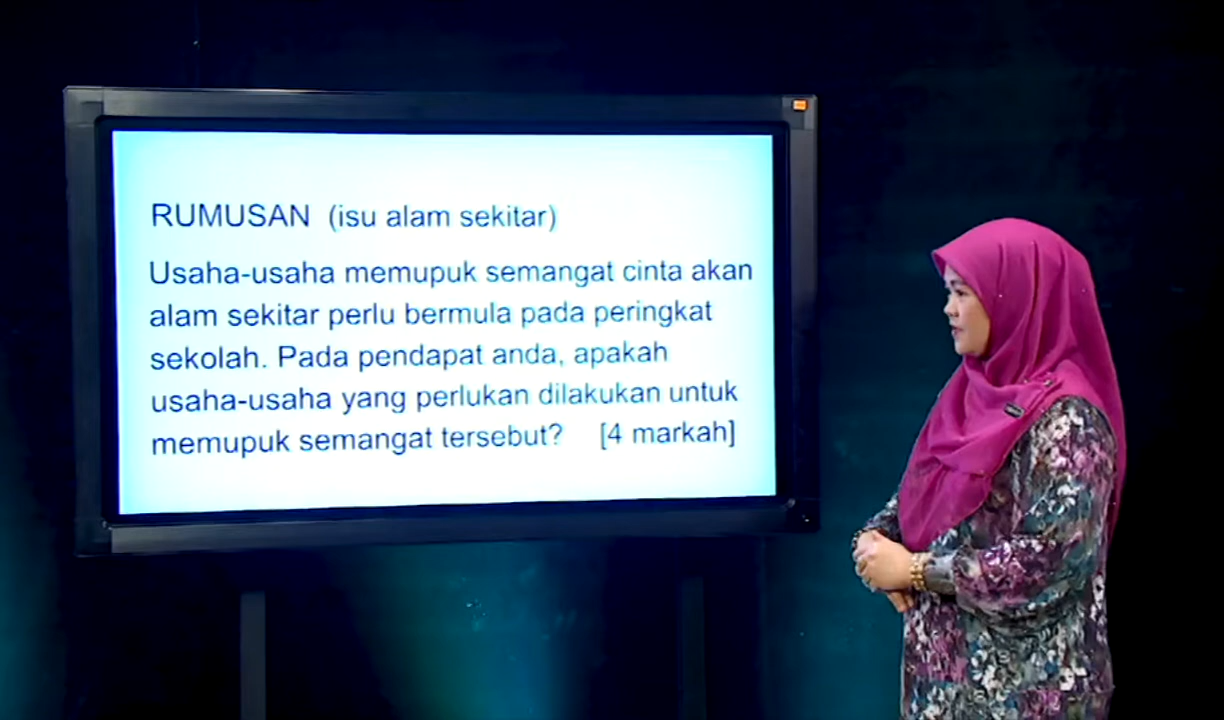 RUMUSAN (isu alam sekitar)
Usaha-usaha memupuk semangat cinta akan
alam sekitar perlu bermula pada peringkat
sekolah. Pada pendapat anda, apakah
usaha-usaha yang perlukan dilakukan untuk
memupuk semangat tersebut? [4 markah]